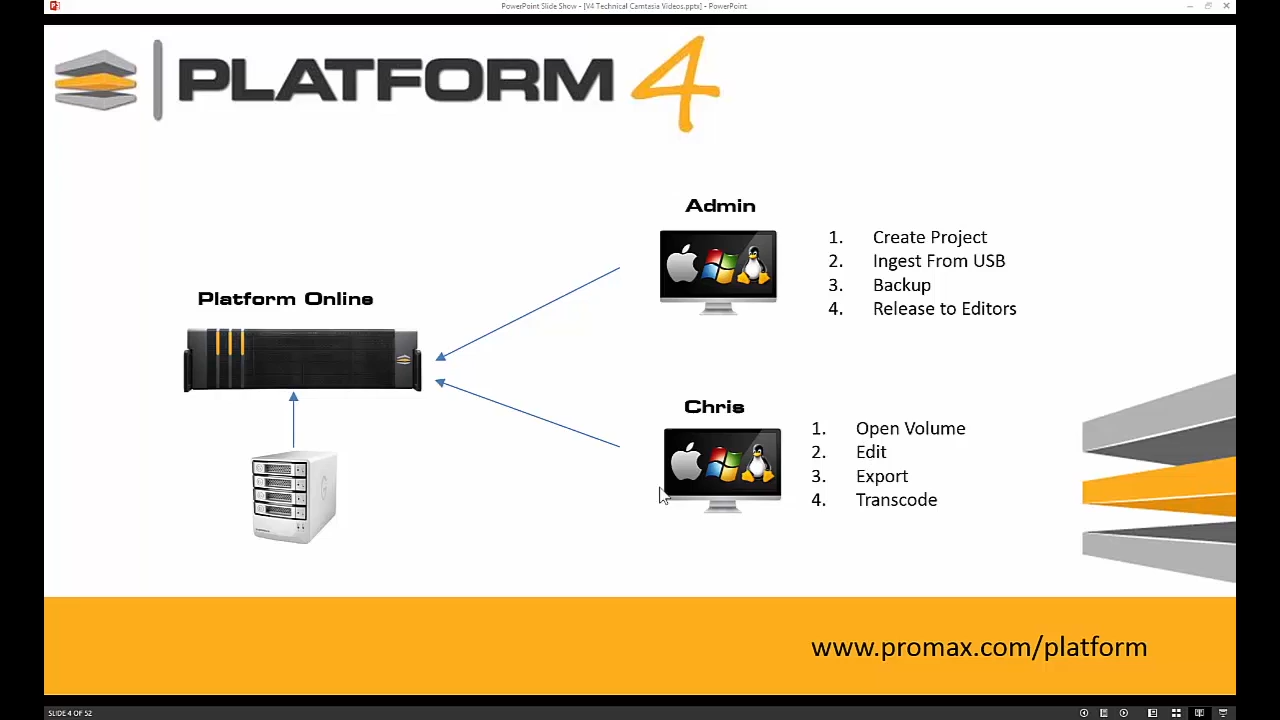 PowerPoint Slide Show - [V4 Technical Camtasia Videos.pptx] - PowerPoint
PLATFORM 4
Admin
1. Create Project
2. Ingest From USB
3. Backup
4. Release to Editors
Platform Online
Chris
1. Open Volume
2. Edit
3. Export
4. Transcode
www.promax.com/platform
SLIDE 4 OF 52